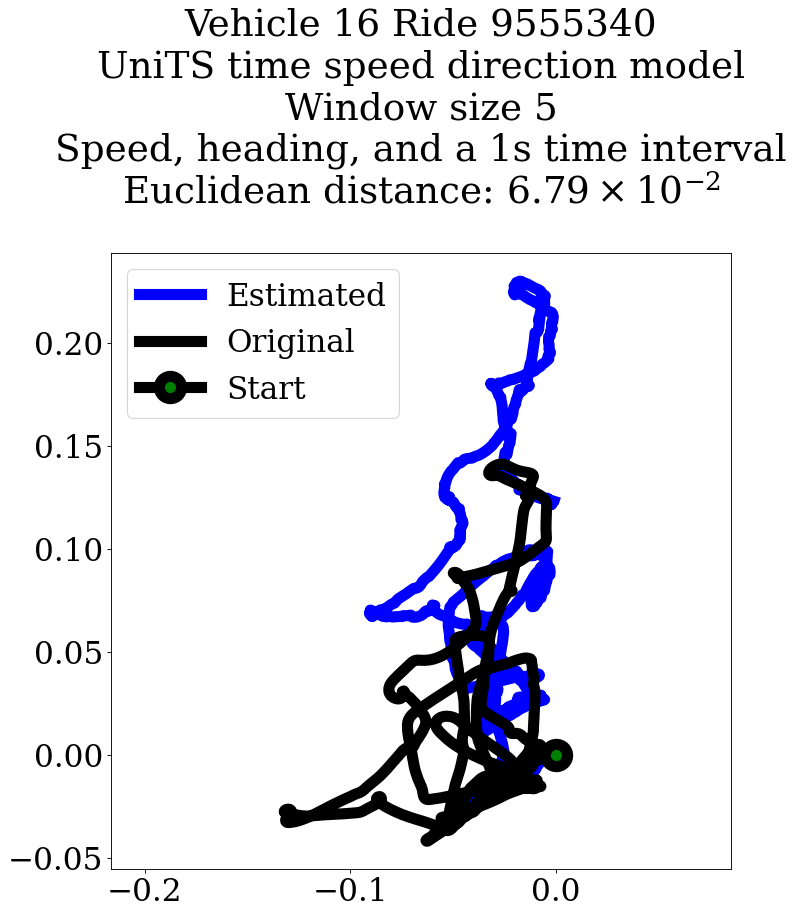 Vehicle 16 Ride 9555340
UniTS time speed direction model
Window size 5
Speed, heading, and a 1s time interval
Euclidean distance: 6.79 × 10⁻²
Estimated
Original
Start
0.20
0.15
0.10
0.05
0.00
−0.05
−0.2
−0.1
0.0